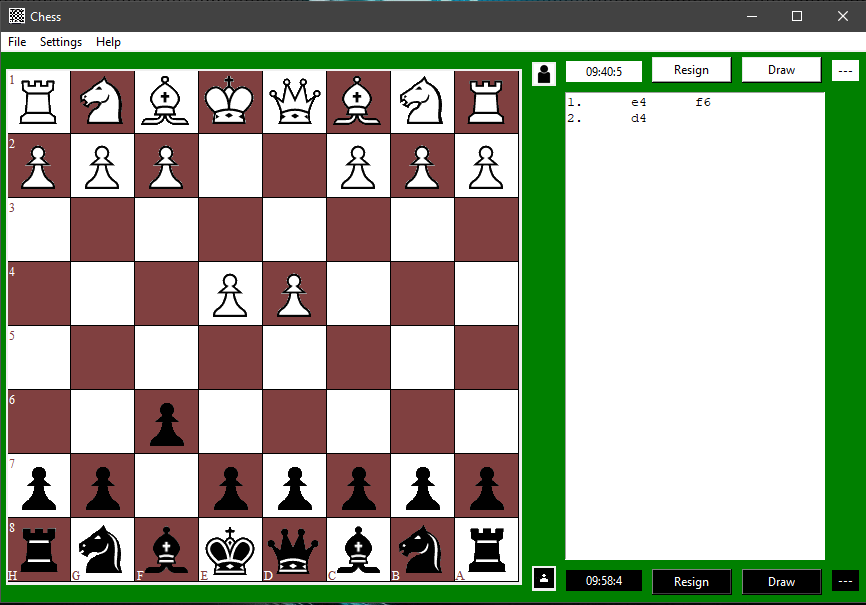 Chess
File Settings Help
09:40:5 Resign Draw ---
1. e4 f6
2. d4
1
2
3
4
5
6
7
8
H G F E D C B A
09:58:4 Resign Draw ---